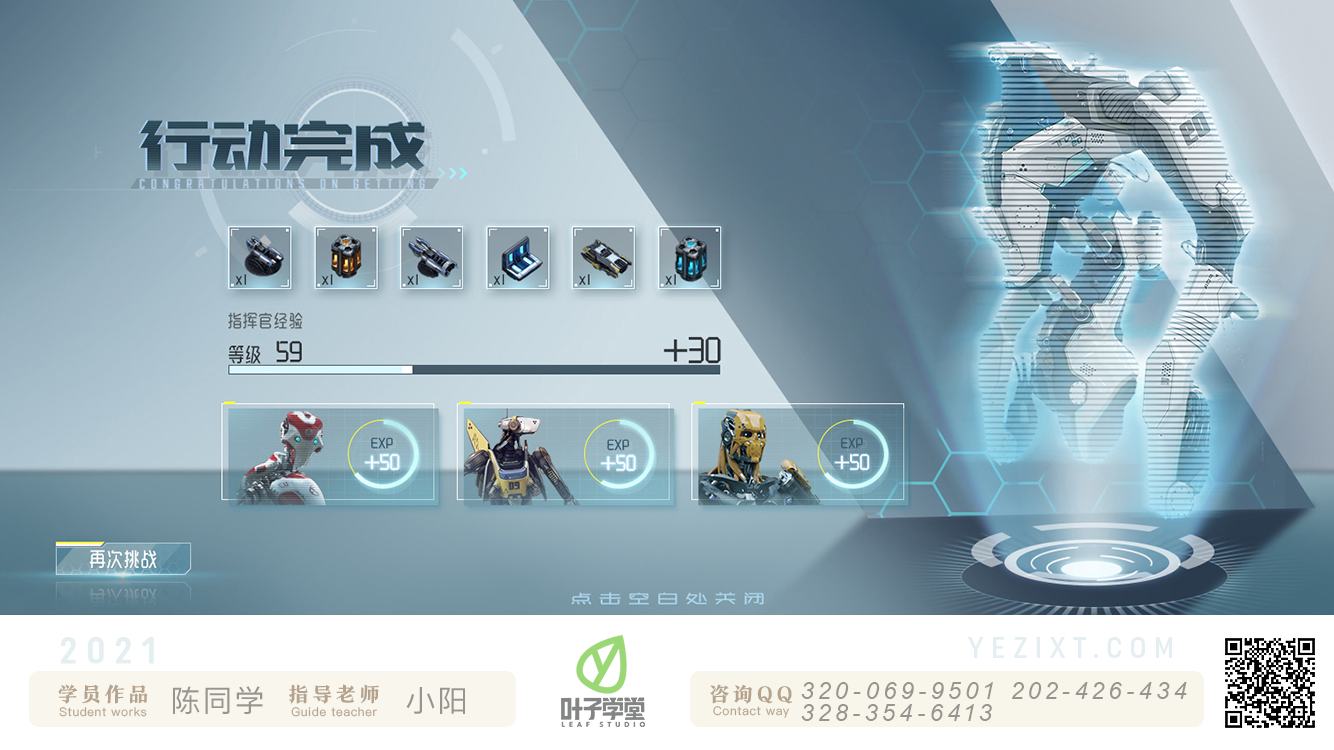 行动完成
CONGRATULATIONS ON GETTING
x1 x1 x1 x1 x1 x1
指挥官经验
等级 59 +30
EXP EXP EXP
+50 +50 +50
09
再次挑战
点击空白处关闭
2021 YEZIXT.COM
学员作品 陈同学 指导老师 小阳
Student works Guide teacher
叶子学堂
LEAF STUDIO
咨询QQ 320-069-9501 202-426-434
Contact way 328-354-6413